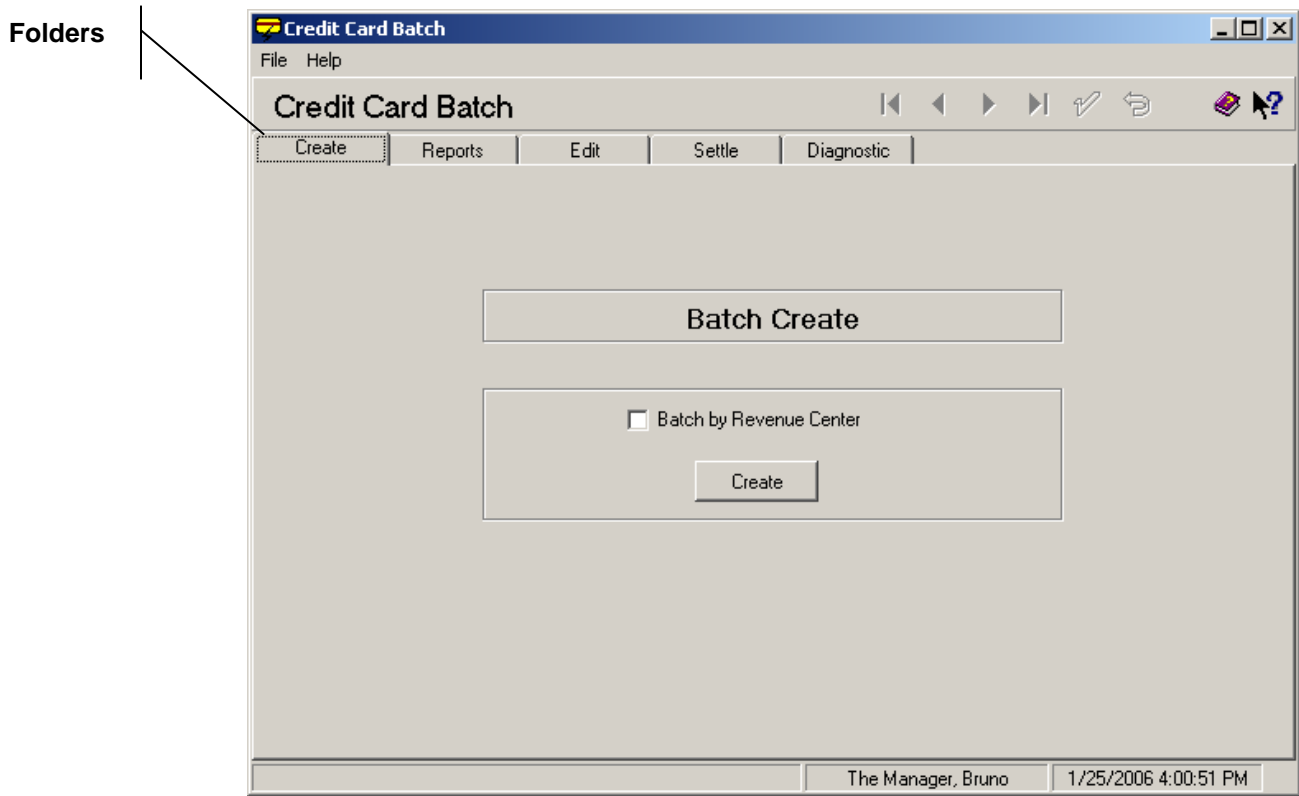 Folders
Credit Card Batch
File Help
Credit Card Batch
Create Reports Edit Settle Diagnostic
Batch Create
Batch by Revenue Center
Create
The Manager, Bruno 1/25/2006 4:00:51 PM